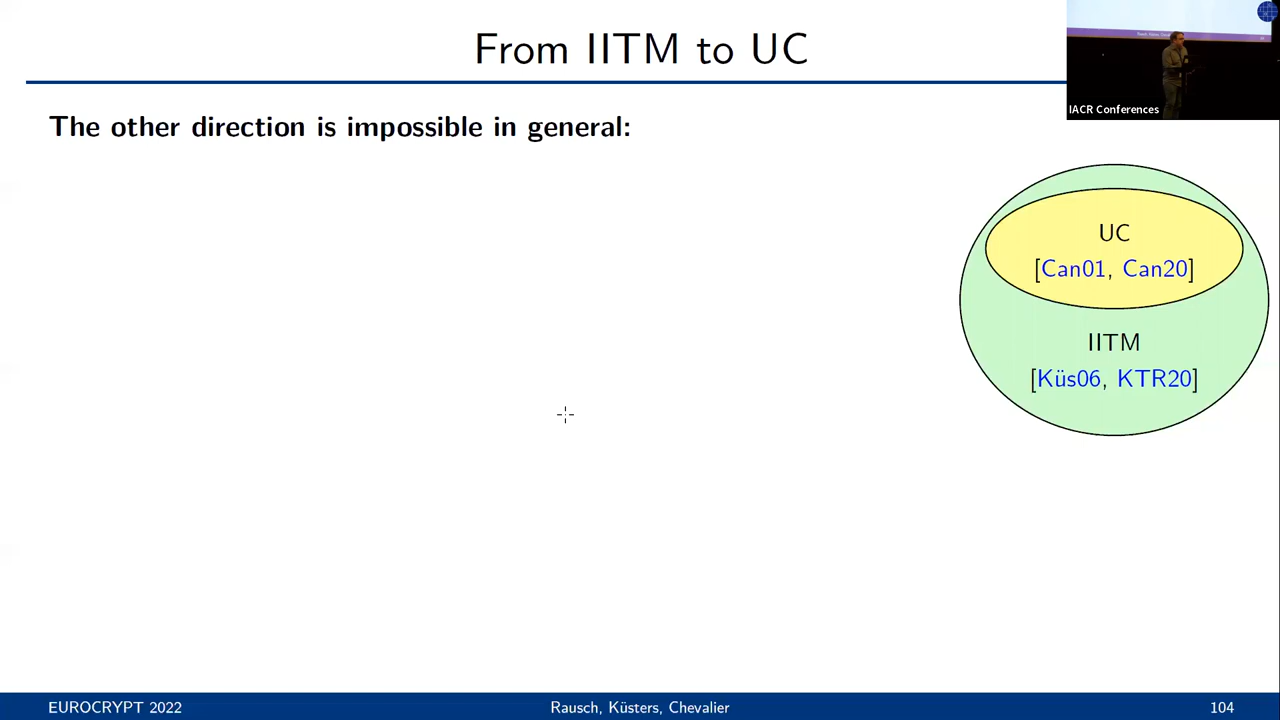 From IITM to UC
IACR Conferences
The other direction is impossible in general:
UC
[Can01, Can20]
IITM
[Küs06, KTR20]
EUROCRYPT 2022
Rausch, Küsters, Chevalier
104